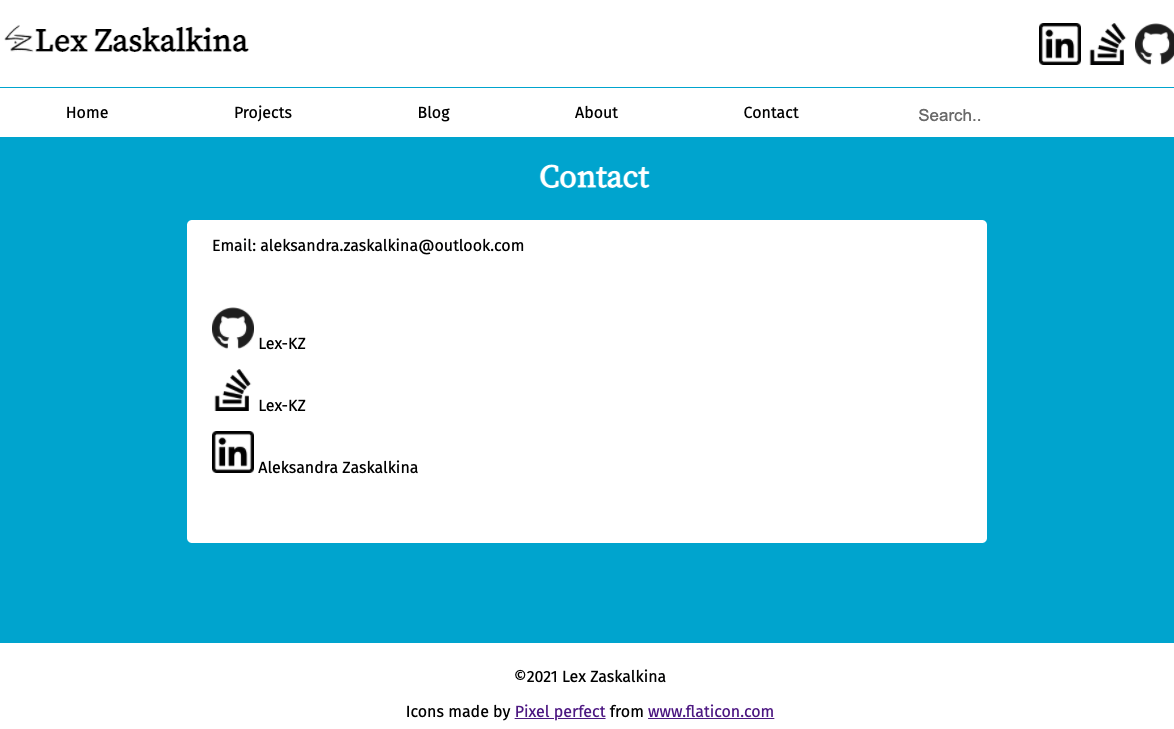 Lex Zaskalkina
Home Projects Blog About Contact Search..
Contact
Email: aleksandra.zaskalkina@outlook.com
Lex-KZ
Lex-KZ
in Aleksandra Zaskalkina
©2021 Lex Zaskalkina
Icons made by Pixel perfect from www.flaticon.com